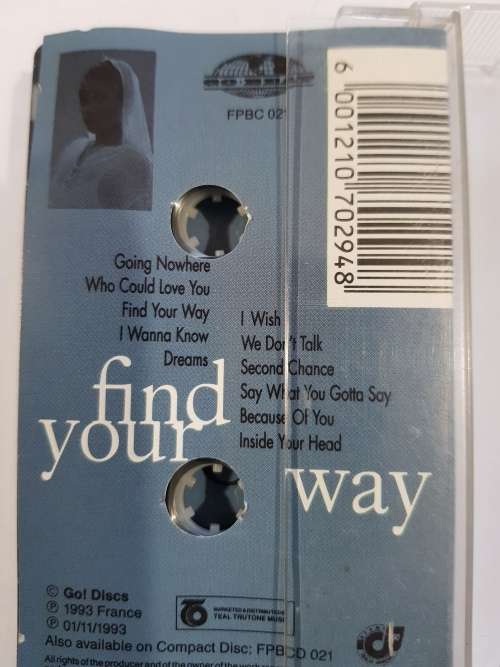 FPBC 02
6 001210 702948
Going Nowhere
Who Could Love You
Find Your Way
I Wanna Know
Dreams
I Wish
We Don't Talk
Second Chance
Say What You Gotta Say
Because Of You
Inside Your Head
find
your
way
© Go! Discs
℗ 1993 France
℗ 01/11/1993
MARKETED & DISTRIBUTED
TEAL TRUTONE MUSI
Also available on Compact Disc: FPBCD 021
All rights of the producer and of the owner of the work